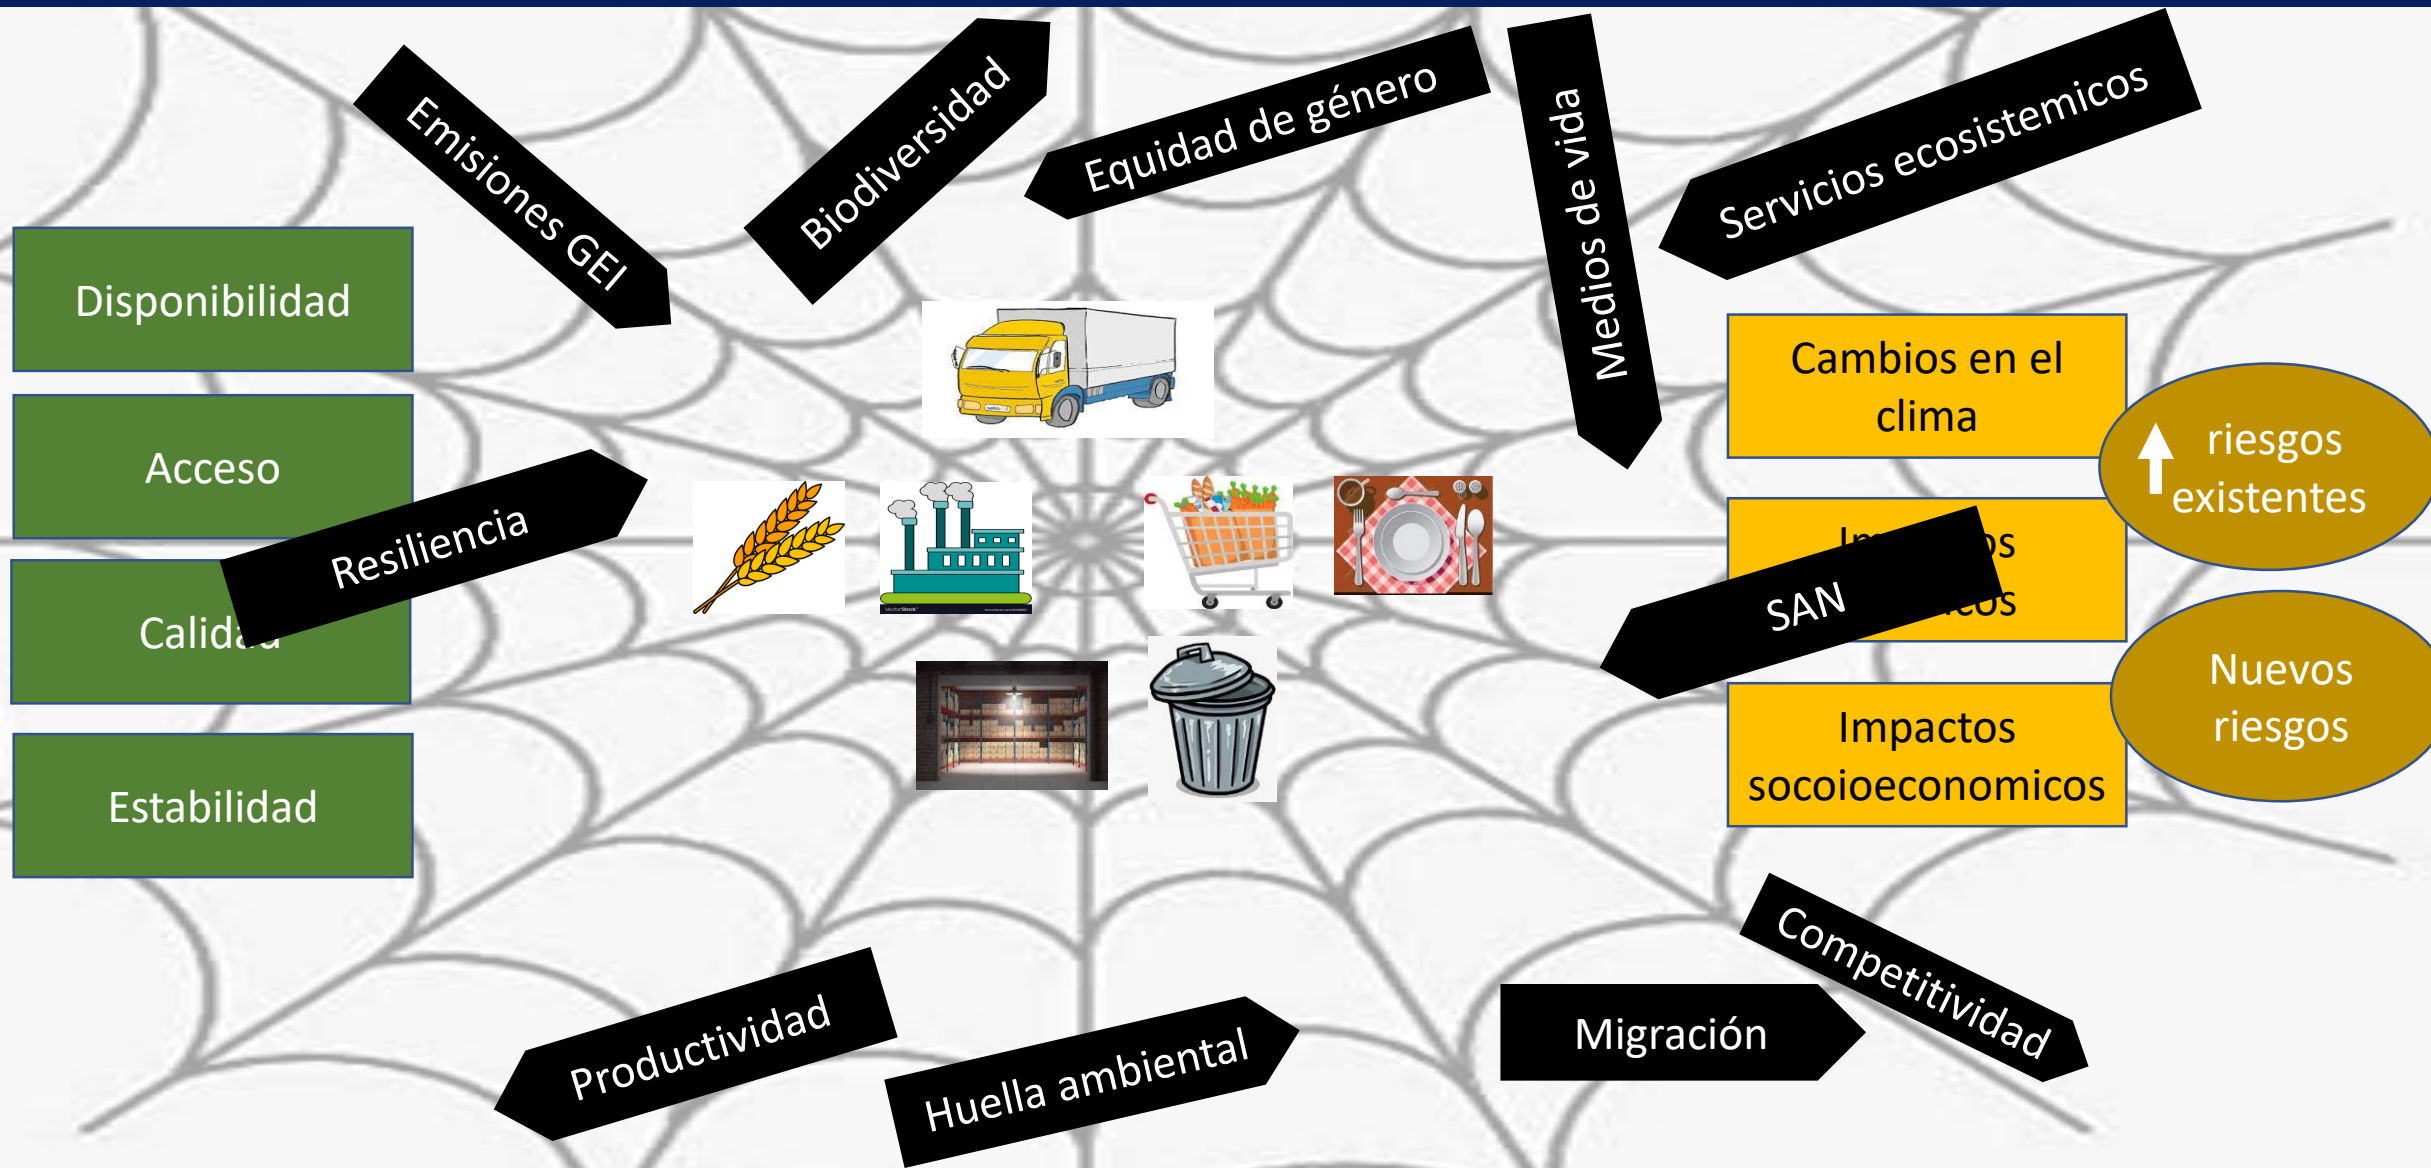 Emisiones GEI
Biodiversidad
Equidad de género
Medios de vida
Servicios ecosistemicos
Disponibilidad
Acceso
Resiliencia
Estabilidad
Cambios en el
clima
riesgos
existentes
SAN
Nuevos
riesgos
Impactos
socoioeconomicos
Productividad
Huella ambiental
Migración
Competitividad